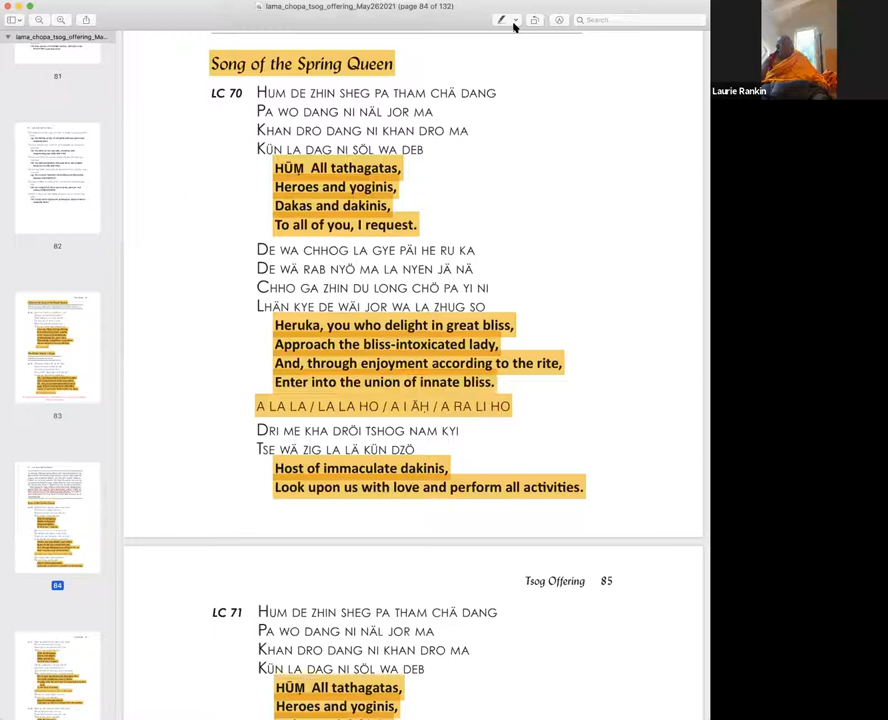 lama_chopa_tsog_offering_May262021 (page 84 of 132)
Search
lama_chopa_tsog_offering_Ma...
81
82
83
84
Song of the Spring Queen
LC 70 HUM DE ZHIN SHEG PA THAM CHÄ DANG
PA WO DANG NI NÄL JOR MA
KHAN DRO DANG NI KHAN DRO MA
KÜN LA DAG NI SÖL WA DEB
HŪṂ All tathagatas,
Heroes and yoginis,
Dakas and dakinis,
To all of you, I request.
DE WA CHHOG LA GYE PÄI HE RU KA
DE WÄ RAB NYÖ MA LA NYEN JÄ NÄ
CHHO GA ZHIN DU LONG CHÖ PA YI NI
LHÄN KYE DE WÄI JOR WA LA ZHUG SO
Heruka, you who delight in great bliss,
Approach the bliss-intoxicated lady,
And, through enjoyment according to the rite,
Enter into the union of innate bliss.
A LA LA / LA LA HO / A I ĀḤ / A RA LI HO
DRI ME KHA DRÖI TSHOG NAM KYI
TSE WÄ ZIG LA LÄ KÜN DZÖ
Host of immaculate dakinis,
Look upon us with love and perfrm all activities.
Tsog Offering 85
LC 71 HUM DE ZHIN SHEG PA THAM CHÄ DANG
PA WO DANG NI NÄL JOR MA
KHAN DRO DANG NI KHAN DRO MA
KÜN LA DAG NI SÖL WA DEB
HŪṂ All tathagatas,
Heroes and yoginis,
Laurie Rankin